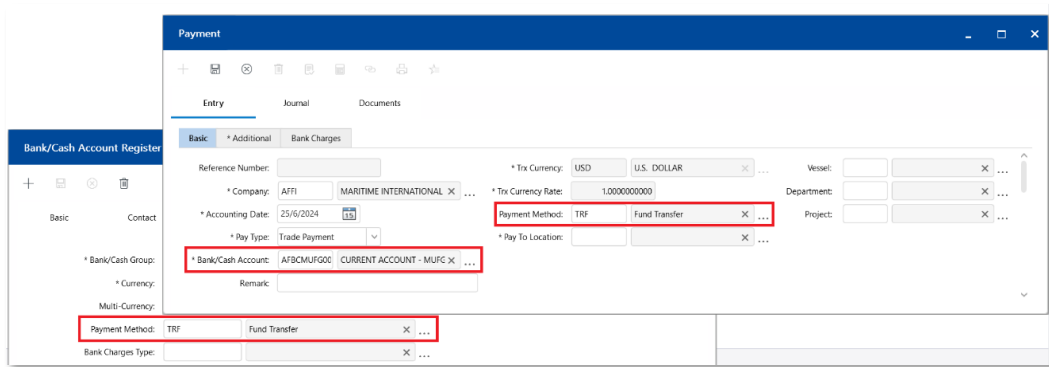 Payment
Entry Journal Documents
Basic * Additional Bank Charges
Reference Number: * Trx Currency: USD U.S. DOLLAR Vessel:
* Company: AFFI MARITIME INTERNATIONAL * Trx Currency Rate: 1.0000000000 Department:
* Accounting Date: 25/6/2024 15 Payment Method: TRF Fund Transfer Project:
* Pay Type: Trade Payment * Pay To Location:
* Bank/Cash Account: AFBCMUFG00 CURRENT ACCOUNT - MUFG
Remark:
Bank/Cash Account Register
Basic Contact
* Bank/Cash Group:
* Currency:
Multi-Currency:
Payment Method: TRF Fund Transfer
Bank Charges Type: